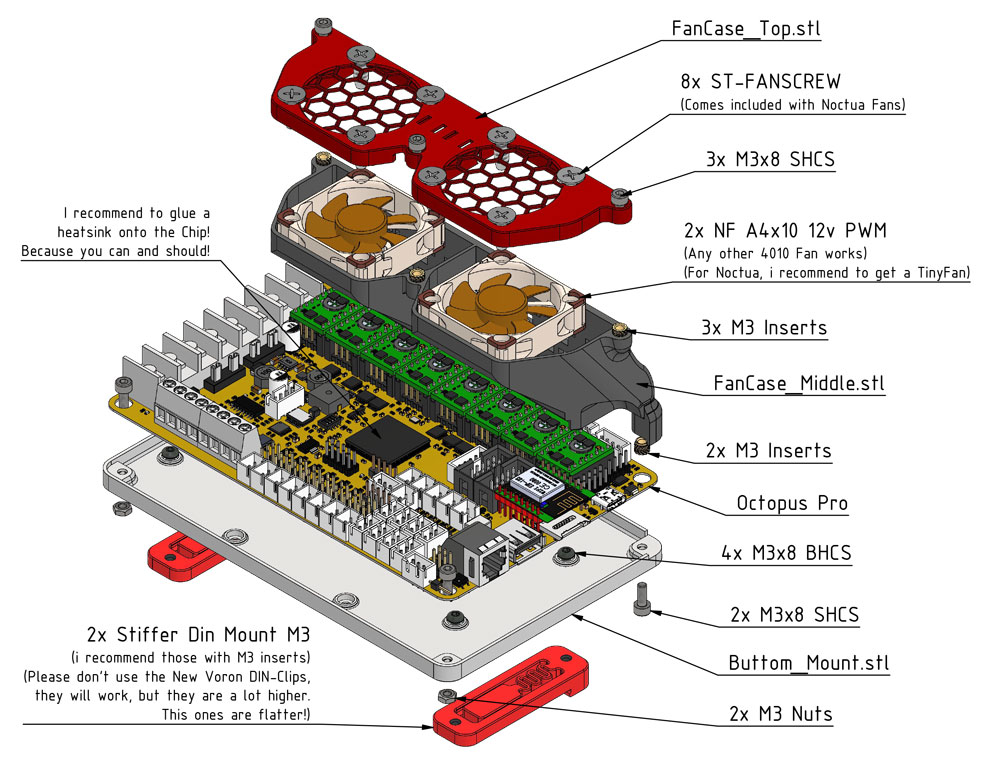 FanCase_Top.stl
8x ST-FANSCREW
(Comes included with Noctua Fans)
3x M3x8 SHCS
I recommend to glue a
heatsink onto the Chip!
Because you can and should!
2x NF A4x10 12v PWM
(Any other 4010 Fan works)
(For Noctua, i recommend to get a TinyFan)
3x M3 Inserts
FanCase_Middle.stl
2x M3 Inserts
Octopus Pro
4x M3x8 BHCS
2x M3x8 SHCS
2x Stiffer Din Mount M3
(i recommend those with M3 inserts)
(Please don't use the New Voron DIN-Clips,
they will work, but they are a lot higher.
This ones are flatter!)
Buttom_Mount.stl
2x M3 Nuts